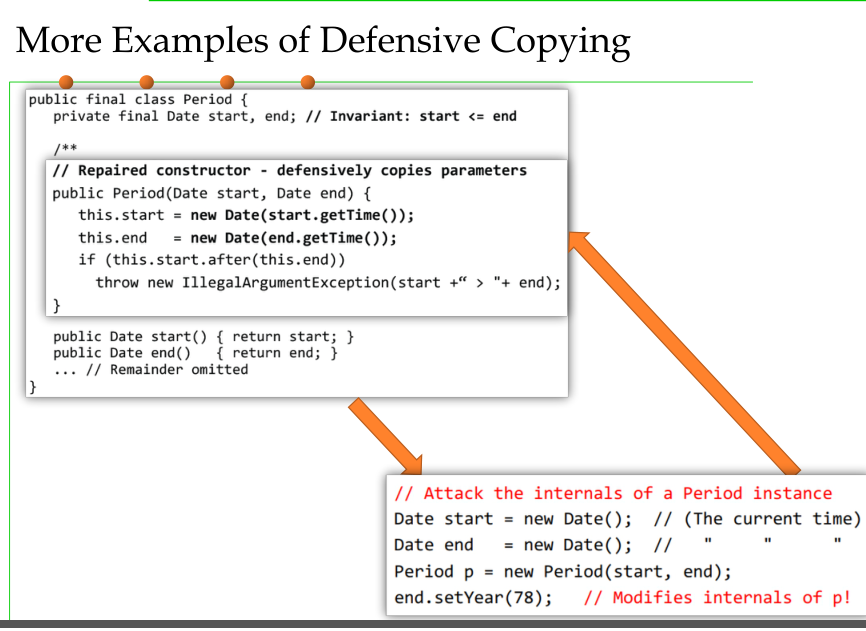 More Examples of Defensive Copying
public final class Period {
private final Date start, end; // Invariant: start <= end
/**
// Repaired constructor - defensively copies parameters
public Period(Date start, Date end) {
this.start = new Date(start.getTime());
this.end   = new Date(end.getTime());
if (this.start.after(this.end))
throw new IllegalArgumentException(start +“ > "+ end);
}
public Date start() { return start; }
public Date end()   { return end; }
... // Remainder omitted
}
// Attack the internals of a Period instance
Date start = new Date();  // (The current time)
Date end   = new Date();  //   "     "      "
Period p = new Period(start, end);
end.setYear(78);   // Modifies internals of p!